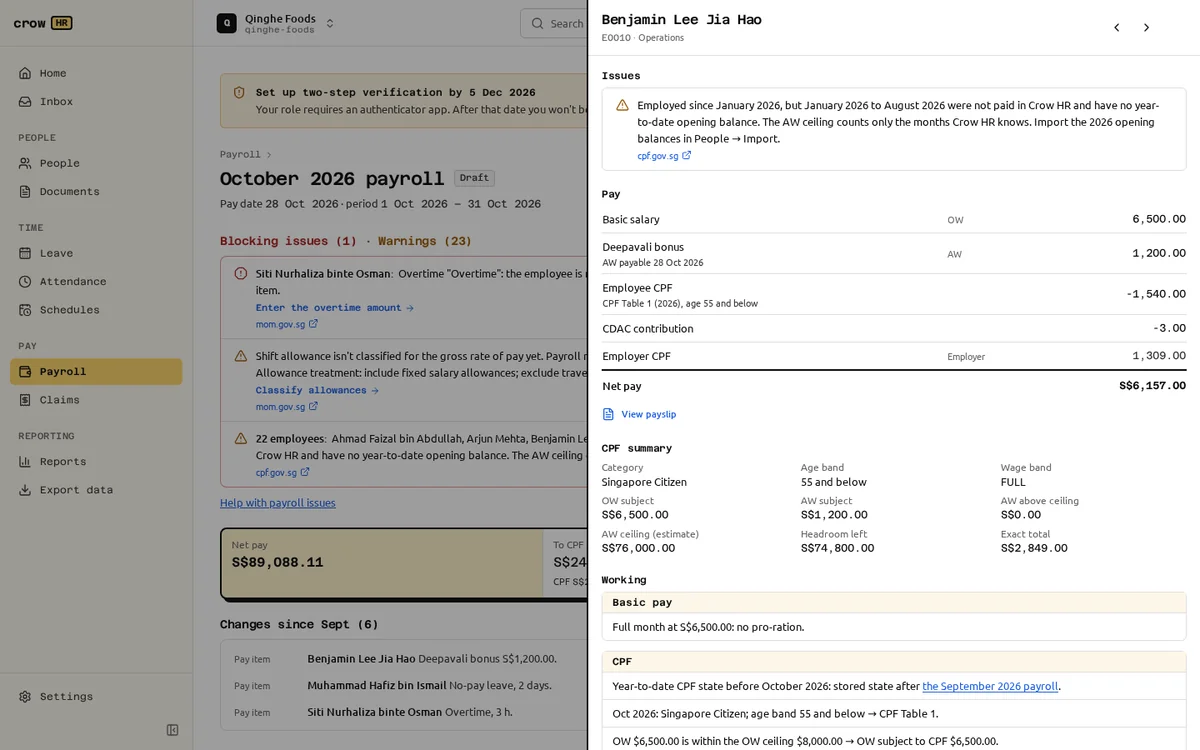 crow HR
Home
Inbox
PEOPLE
People
Documents
TIME
Leave
Attendance
Schedules
PAY
Payroll
Claims
REPORTING
Reports
Export data
Settings
Q
Qinghe Foods
qinghe-foods
Search
Set up two-step verification by 5 Dec 2026
Your role requires an authenticator app. After that date you won't be
Payroll
October 2026 payroll Draft
Pay date 28 Oct 2026 · period 1 Oct 2026 – 31 Oct 2026
Blocking issues (1) · Warnings (23)
Siti Nurhaliza binte Osman: Overtime "Overtime": the employee is
item.
Enter the overtime amount →
mom.gov.sg
Shift allowance isn't classified for the gross rate of pay yet. Payroll
Allowance treatment: include fixed salary allowances; exclude trave
Classify allowances →
mom.gov.sg
22 employees: Ahmad Faizal bin Abdullah, Arjun Mehta, Benjamin Le
Crow HR and have no year-to-date opening balance. The AW ceiling
cpf.gov.sg
Help with payroll issues
Net pay
S$89,088.11
To CPF
S$24
CPF S$
Changes since Sept (6)
Pay item Benjamin Lee Jia Hao Deepavali bonus S$1,200.00.
Pay item Muhammad Hafiz bin Ismail No-pay leave, 2 days.
Pay item Siti Nurhaliza binte Osman Overtime, 3 h.
Benjamin Lee Jia Hao
E0010 · Operations
Issues
Employed since January 2026, but January 2026 to August 2026 were not paid in Crow HR and have no year-
to-date opening balance. The AW ceiling counts only the months Crow HR knows. Import the 2026 opening
balances in People → Import.
cpf.gov.sg
Pay
Basic salary OW 6,500.00
Deepavali bonus AW 1,200.00
AW payable 28 Oct 2026
Employee CPF -1,540.00
CPF Table 1 (2026), age 55 and below
CDAC contribution -3.00
Employer CPF Employer 1,309.00
Net pay S$6,157.00
View payslip
CPF summary
Category Age band Wage band
Singapore Citizen 55 and below FULL
OW subject AW subject AW above ceiling
S$6,500.00 S$1,200.00 S$0.00
AW ceiling (estimate) Headroom left Exact total
S$76,000.00 S$74,800.00 S$2,849.00
Working
Basic pay
Full month at S$6,500.00: no pro-ration.
CPF
Year-to-date CPF state before October 2026: stored state after the September 2026 payroll.
Oct 2026: Singapore Citizen; age band 55 and below → CPF Table 1.
OW $6,500.00 is within the OW ceiling $8,000.00 → OW subject to CPF $6,500.00.